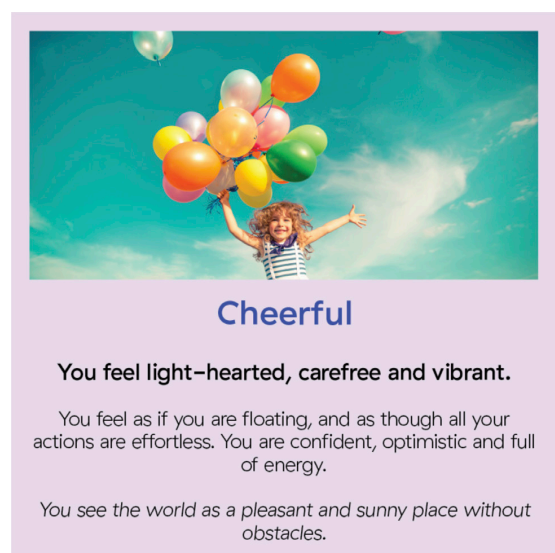 Cheerful
You feel light-hearted, carefree and vibrant.
You feel as if you are floating, and as though all your
actions are effortless. You are confident, optimistic and full
of energy.
You see the world as a pleasant and sunny place without
obstacles.